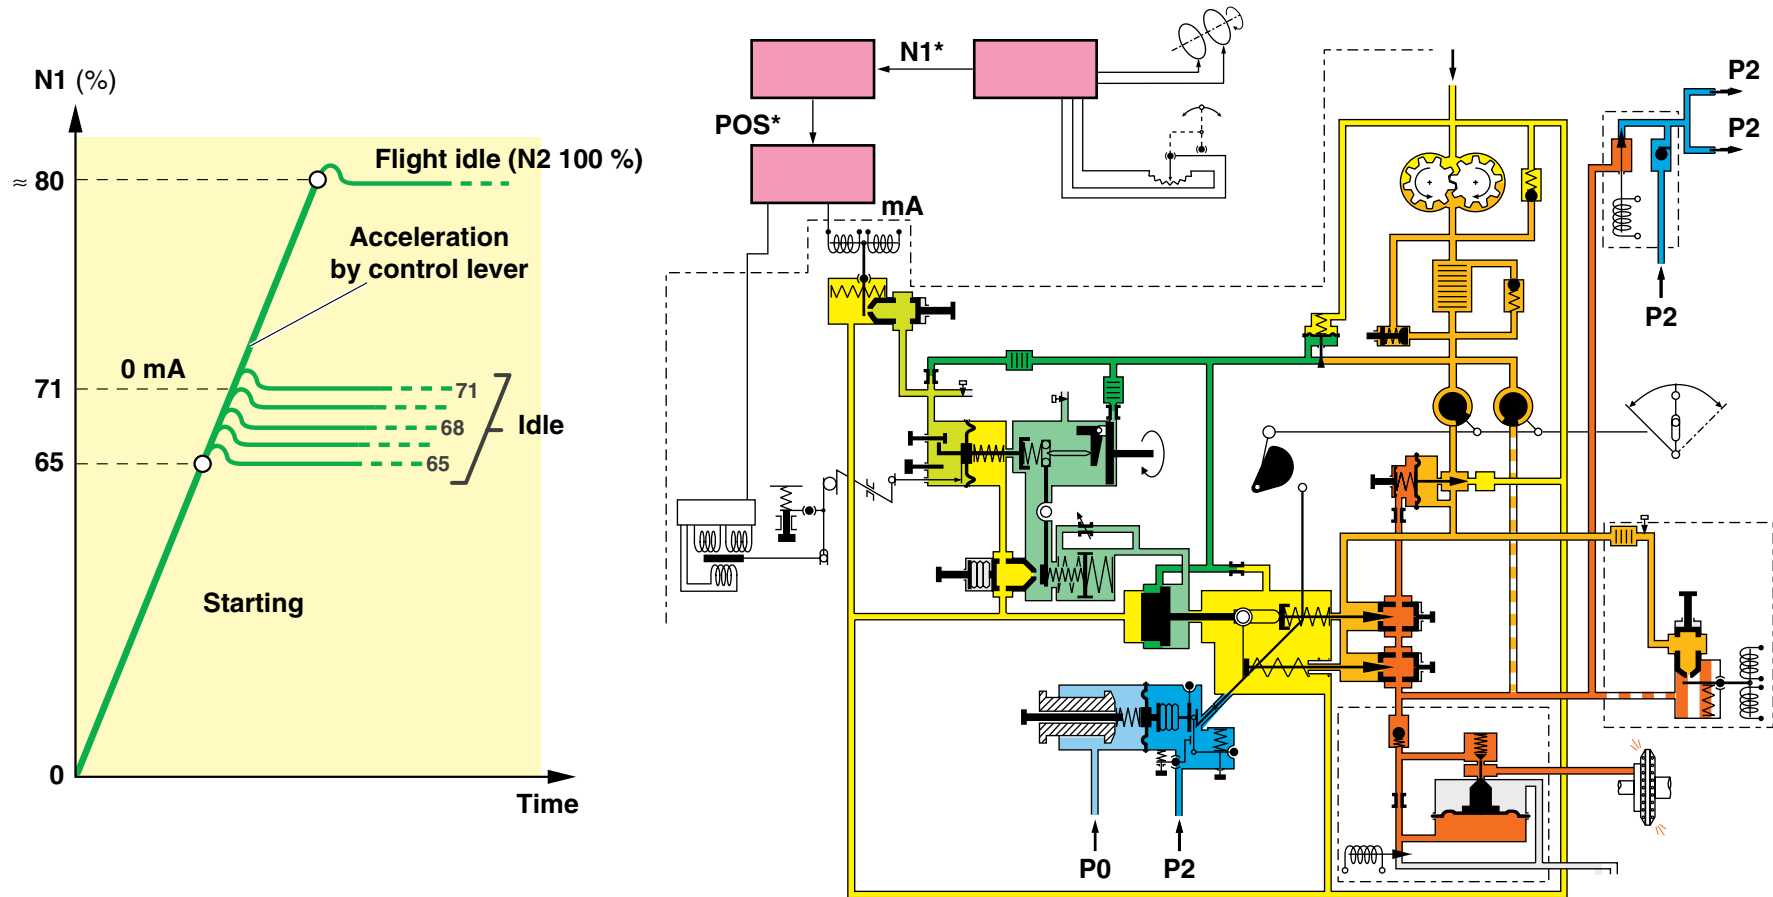 N1 (%)
Flight idle (N2 100 %)
≈ 80
Acceleration
by control lever
0 mA
71
71
68
Idle
65
65
Starting
0
Time
N1*
POS*
mA
P2
P2
P2
P0
P2